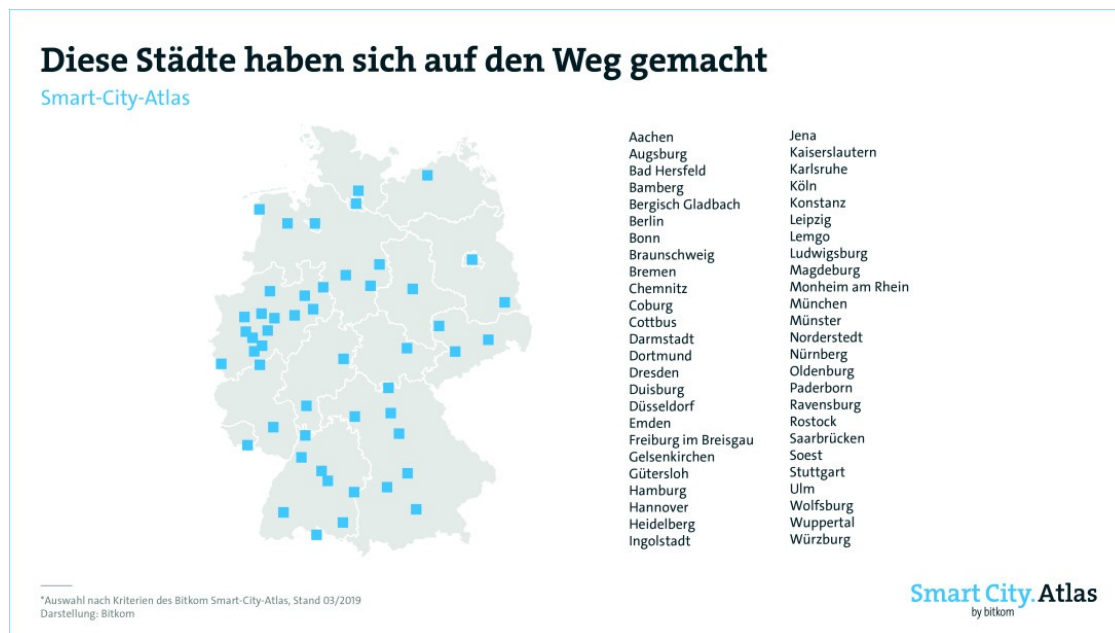 Diese Städte haben sich auf den Weg gemacht
Smart-City-Atlas
Aachen
Augsburg
Bad Hersfeld
Bamberg
Bergisch Gladbach
Berlin
Bonn
Braunschweig
Bremen
Chemnitz
Coburg
Cottbus
Darmstadt
Dortmund
Dresden
Duisburg
Düsseldorf
Emden
Freiburg im Breisgau
Gelsenkirchen
Gütersloh
Hamburg
Hannover
Heidelberg
Ingolstadt
Jena
Kaiserslautern
Karlsruhe
Köln
Konstanz
Leipzig
Lemgo
Ludwigsburg
Magdeburg
Monheim am Rhein
München
Münster
Norderstedt
Nürnberg
Oldenburg
Paderborn
Ravensburg
Rostock
Saarbrücken
Soest
Stuttgart
Ulm
Wolfsburg
Wuppertal
Würzburg
*Auswahl nach Kriterien des Bitkom Smart-City-Atlas, Stand 03/2019
Darstellung: Bitkom
Smart City.Atlas
by bitkom